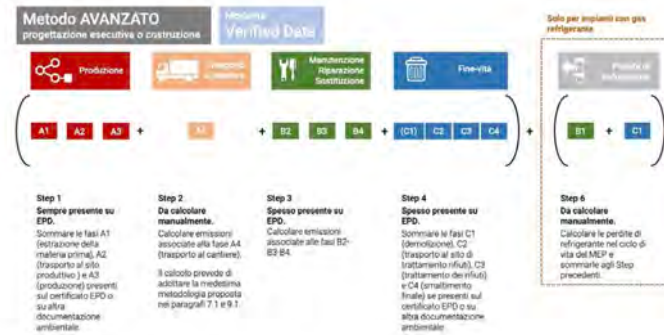 Metodo AVANZATO
progettazione esecutiva o costruzione
Modalità
Verified Data
Solo per impianti con gas
refrigerante
Produzione
Trasporto
Manutenzione
Riparazione
Sostituzione
Fine-vita
A1 A2 A3 + A4 + B2 B3 B4 + (C1) C2 C3 C4 + B1 + C1
Step 1
Sempre presente su
EPD.
Sommare le fasi A1
(estrazione della
materia prima), A2
(trasporto al sito
produttivo ) e A3
(produzione) presenti
sul certificato EPD o
su altra
documentazione
ambientale.
Step 2
Da calcolare
manualmente.
Calcolare emissioni
associate alla fase A4
(trasporto al cantiere).
Il calcolo prevede di
adottare la medesima
metodologia proposta
nei paragrafi 7.1 e 9.1
Step 3
Spesso presente su
EPD.
Calcolare emissioni
associate alle fasi B2-
B3-B4.
Step 4
Spesso presente su
EPD.
Sommare le fasi C1
(demolizione), C2
(trasporto al sito di
trattamento rifiuti), C3
(trattamento dei rifiuti)
e C4 (smaltimento
finale) se presenti sul
certificato EPD o su
altra documentazione
ambientale.
Step 6
Da calcolare
manualmente.
Calcolare le perdite di
refrigerante nel ciclo di
vita del MEP e
sommarle agli Step
precedenti.